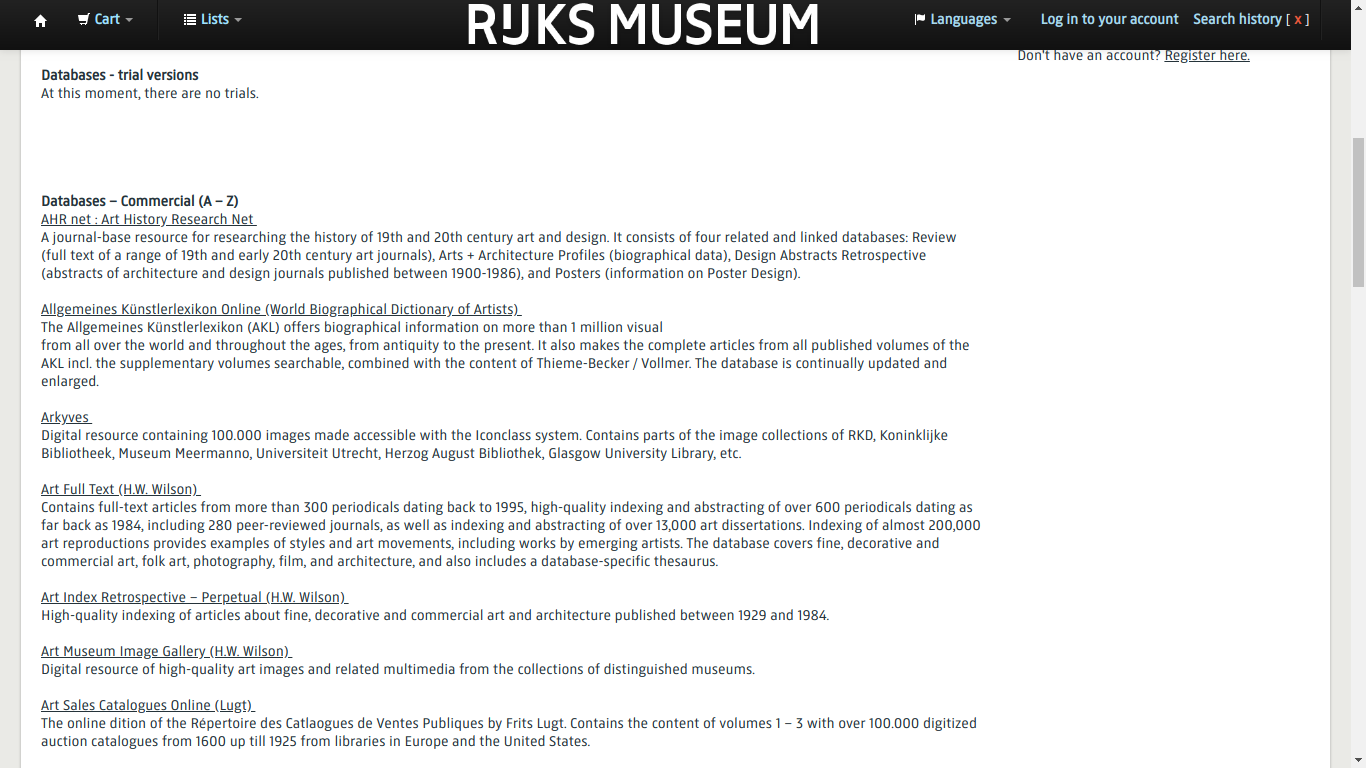 Cart
Lists
RIJKS MUSEUM
Languages
Log in to your account
Search history [ x ]
Don't have an account? Register here.
Databases - trial versions
At this moment, there are no trials.
Databases – Commercial (A – Z)
AHR net : Art History Research Net
A journal-base resource for researching the history of 19th and 20th century art and design. It consists of four related and linked databases: Review
(full text of a range of 19th and early 20th century art journals), Arts + Architecture Profiles (biographical data), Design Abstracts Retrospective
(abstracts of architecture and design journals published between 1900-1986), and Posters (information on Poster Design).
Allgemeines Künstlerlexikon Online (World Biographical Dictionary of Artists)
The Allgemeines Künstlerlexikon (AKL) offers biographical information on more than 1 million visual
from all over the world and throughout the ages, from antiquity to the present. It also makes the complete articles from all published volumes of the
AKL incl. the supplementary volumes searchable, combined with the content of Thieme-Becker / Vollmer. The database is continually updated and
enlarged.
Arkyves
Digital resource containing 100.000 images made accessible with the Iconclass system. Contains parts of the image collections of RKD, Koninklijke
Bibliotheek, Museum Meermanno, Universiteit Utrecht, Herzog August Bibliothek, Glasgow University Library, etc.
Art Full Text (H.W. Wilson)
Contains full-text articles from more than 300 periodicals dating back to 1995, high-quality indexing and abstracting of over 600 periodicals dating as
far back as 1984, including 280 peer-reviewed journals, as well as indexing and abstracting of over 13,000 art dissertations. Indexing of almost 200,000
art reproductions provides examples of styles and art movements, including works by emerging artists. The database covers fine, decorative and
commercial art, folk art, photography, film, and architecture, and also includes a database-specific thesaurus.
Art Index Retrospective – Perpetual (H.W. Wilson)
High-quality indexing of articles about fine, decorative and commercial art and architecture published between 1929 and 1984.
Art Museum Image Gallery (H.W. Wilson)
Digital resource of high-quality art images and related multimedia from the collections of distinguished museums.
Art Sales Catalogues Online (Lugt)
The online dition of the Répertoire des Catlaogues de Ventes Publiques by Frits Lugt. Contains the content of volumes 1 – 3 with over 100.000 digitized
auction catalogues from 1600 up till 1925 from libraries in Europe and the United States.